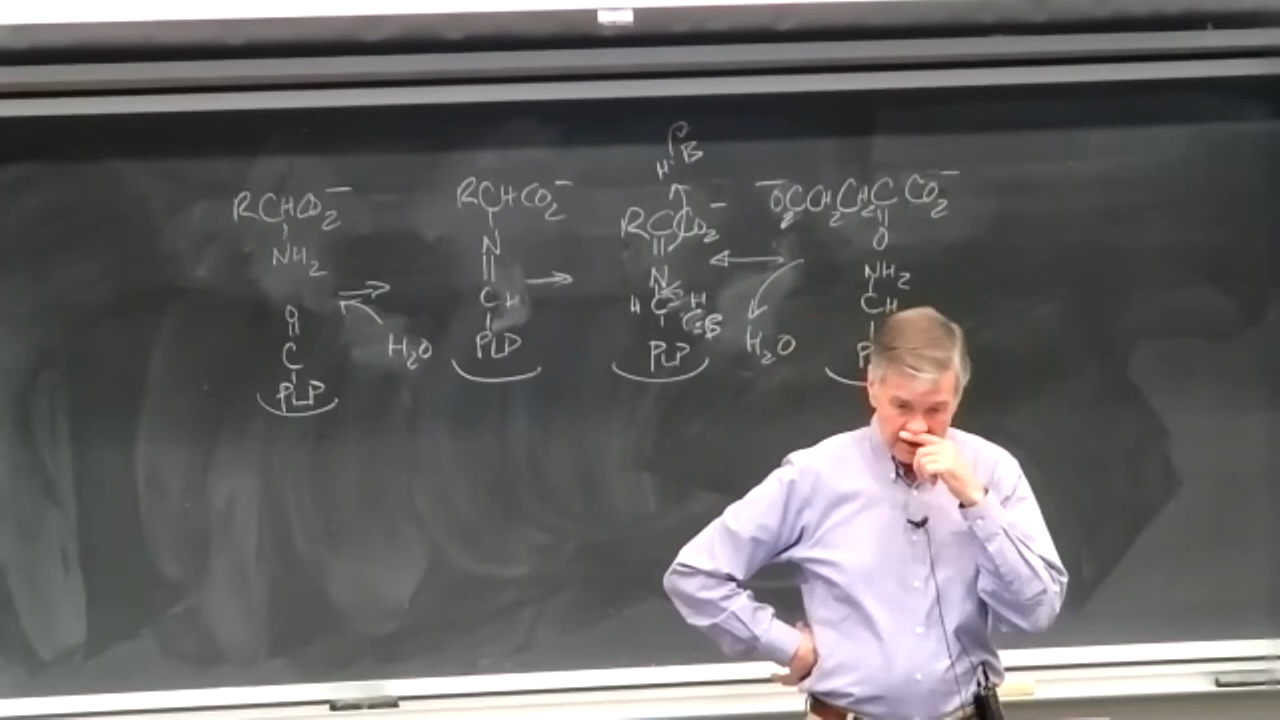 H B
RCHCO2⁻ RCHCO2⁻ RCCO2⁻ ⁻O2CCH2CH2CCO2⁻
NH2 N N O
O CH H C H NH2
C PLP B CH
PLP H2O PLP H2O